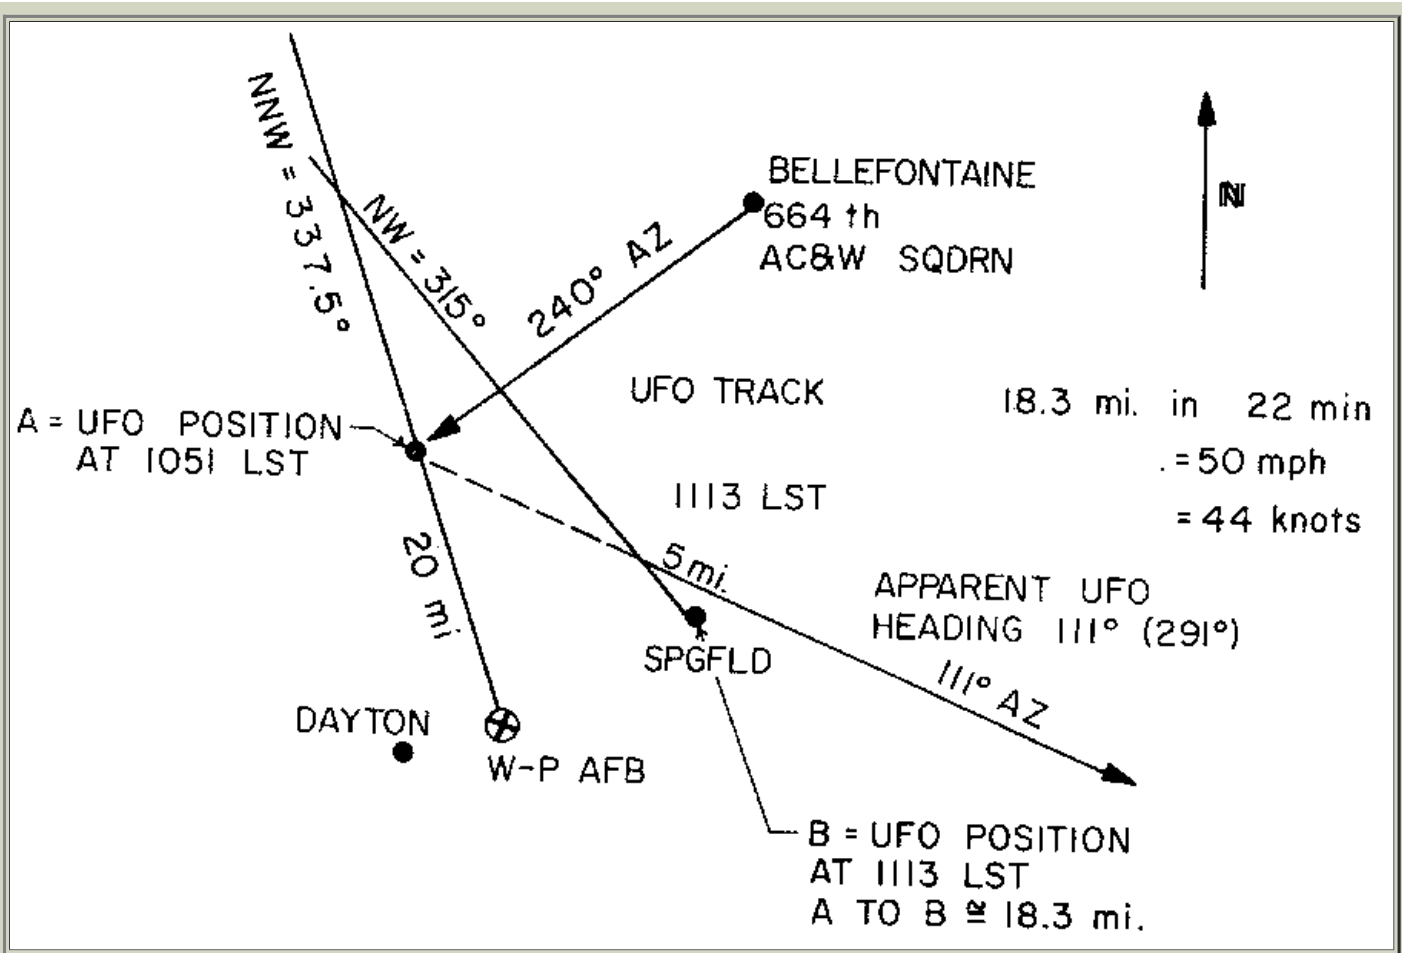 NNW = 337.5°
NW = 315°
BELLEFONTAINE
664 th
AC&W SQDRN
N
240° AZ
UFO TRACK
18.3 mi. in 22 min
. = 50 mph
= 44 knots
A = UFO POSITION
AT 1051 LST
1113 LST
20 mi
5 mi.
APPARENT UFO
HEADING 111° (291°)
SPGFLD
111° AZ
DAYTON
W-P AFB
B = UFO POSITION
AT 1113 LST
A TO B ≅ 18.3 mi.